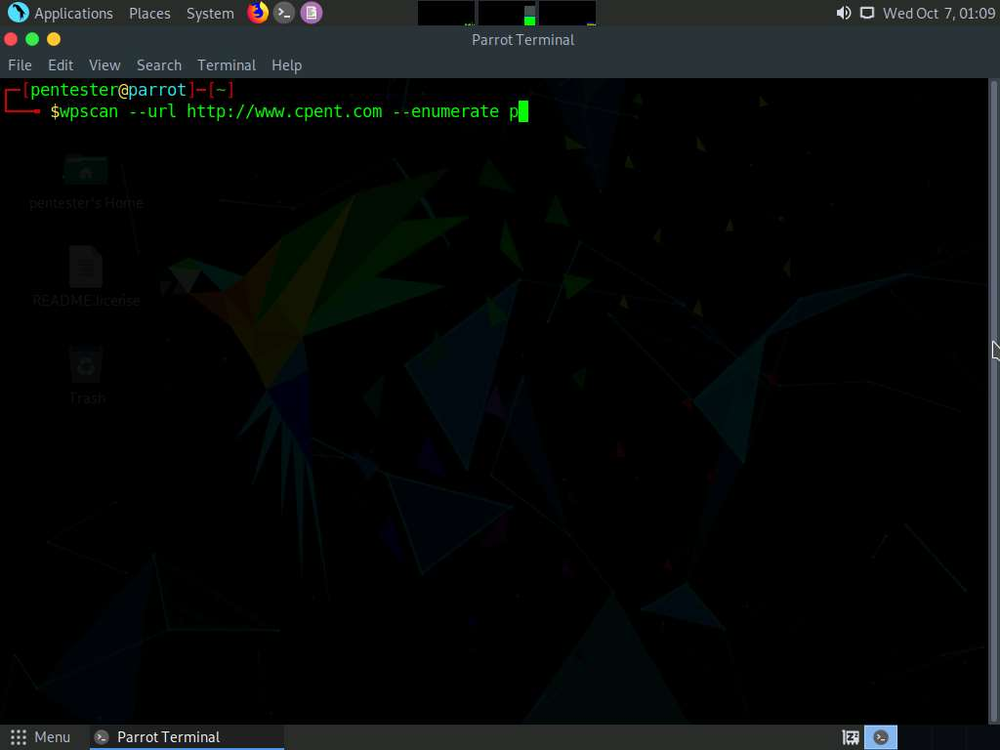 Applications Places System Wed Oct 7, 01:09
Parrot Terminal
File Edit View Search Terminal Help
[pentester@parrot]-[~]
$wpscan --url http://www.cpent.com --enumerate p
pentester's Home
README.license
Trash
Menu Parrot Terminal